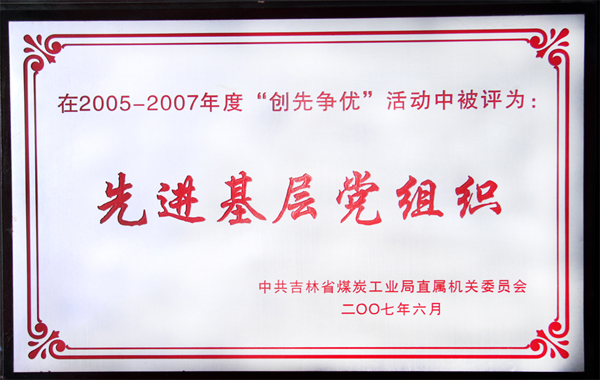 在2005-2007年度“创先争优”活动中被评为：
先进基层党组织
中共吉林省煤炭工业局直属机关委员会
二〇〇七年六月